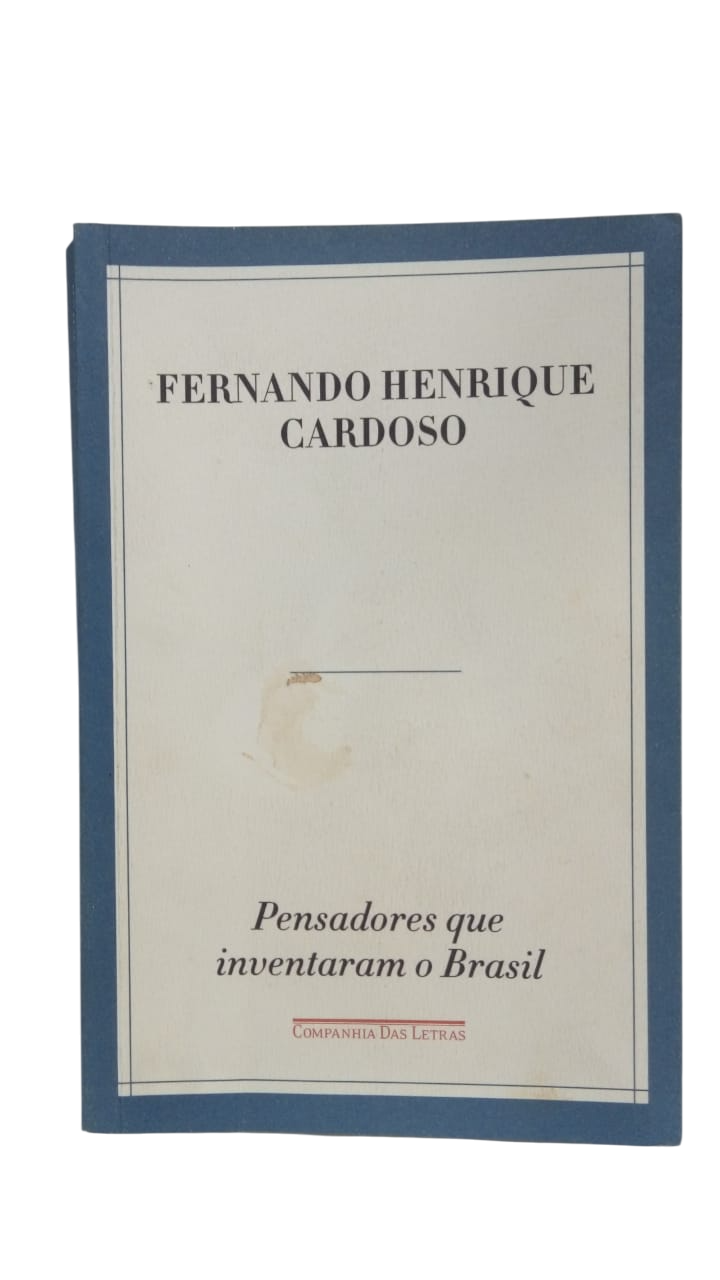 FERNANDO HENRIQUE
CARDOSO
Pensadores que
inventaram o Brasil
COMPANHIA DAS LETRAS